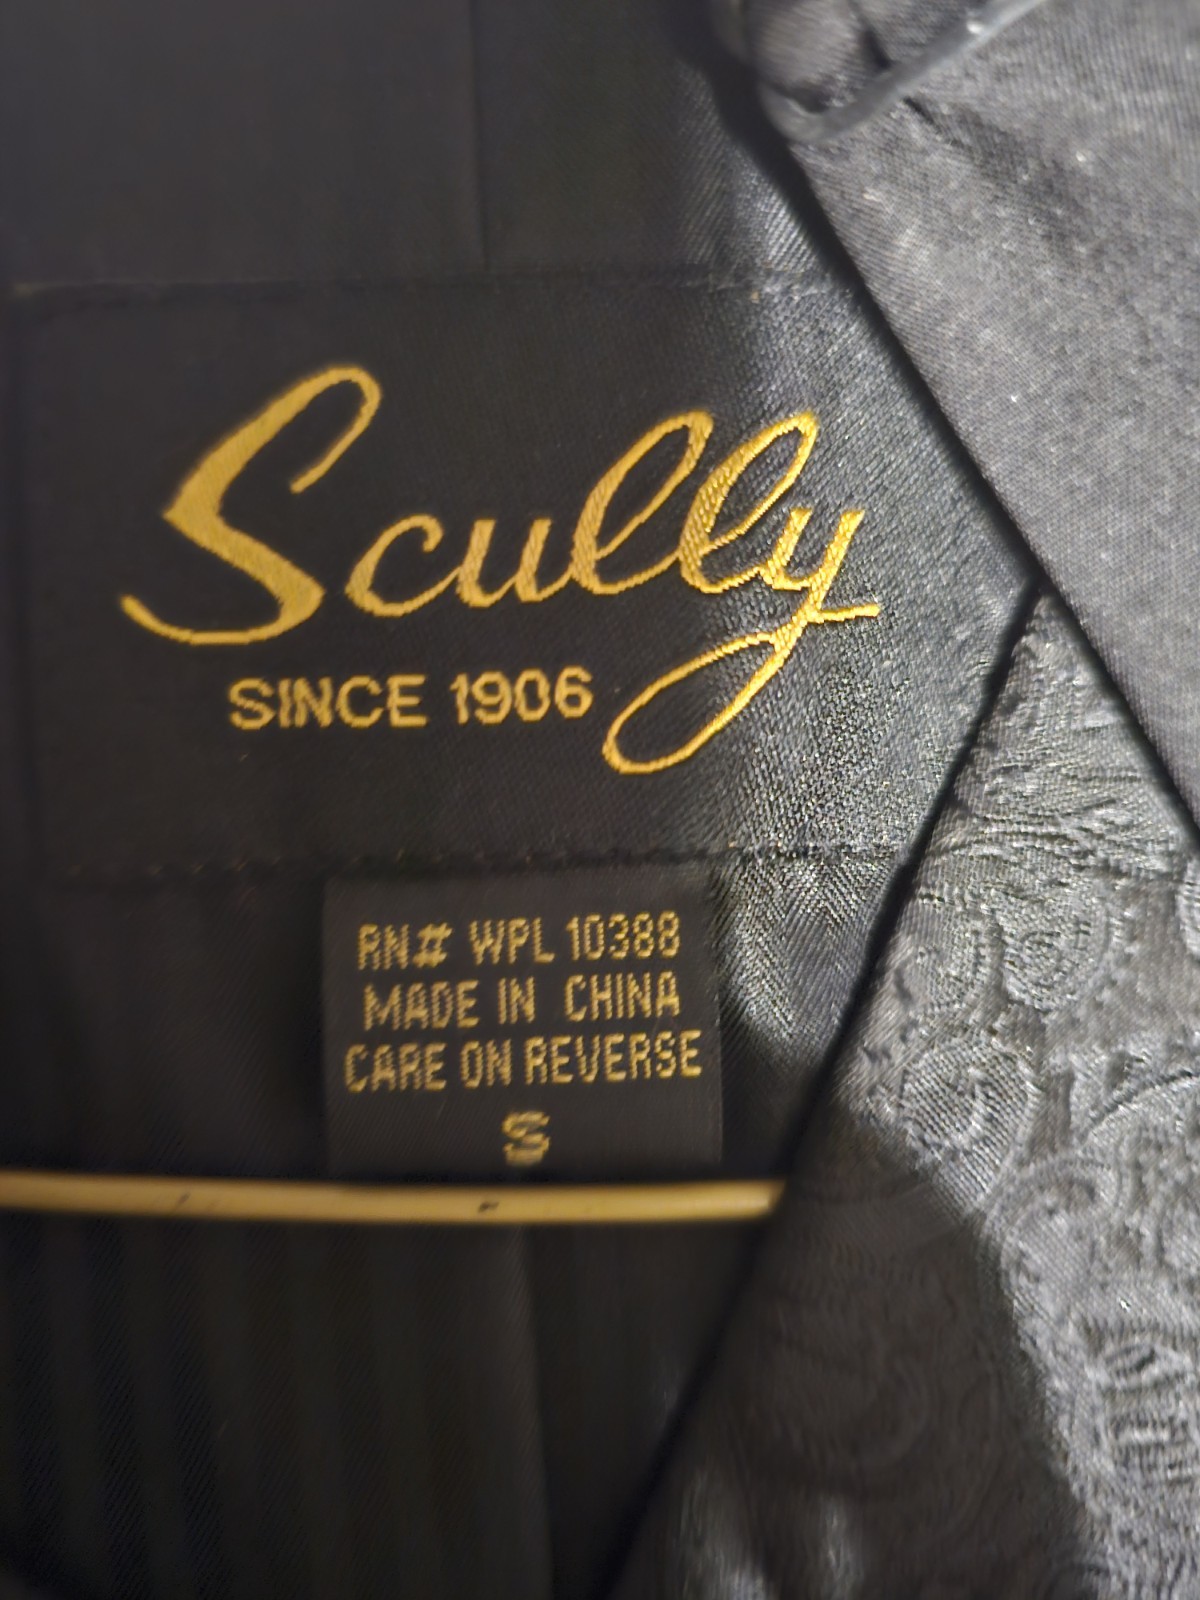 Scully
SINCE 1906
RN# WPL 10388
MADE IN CHINA
CARE ON REVERSE
S